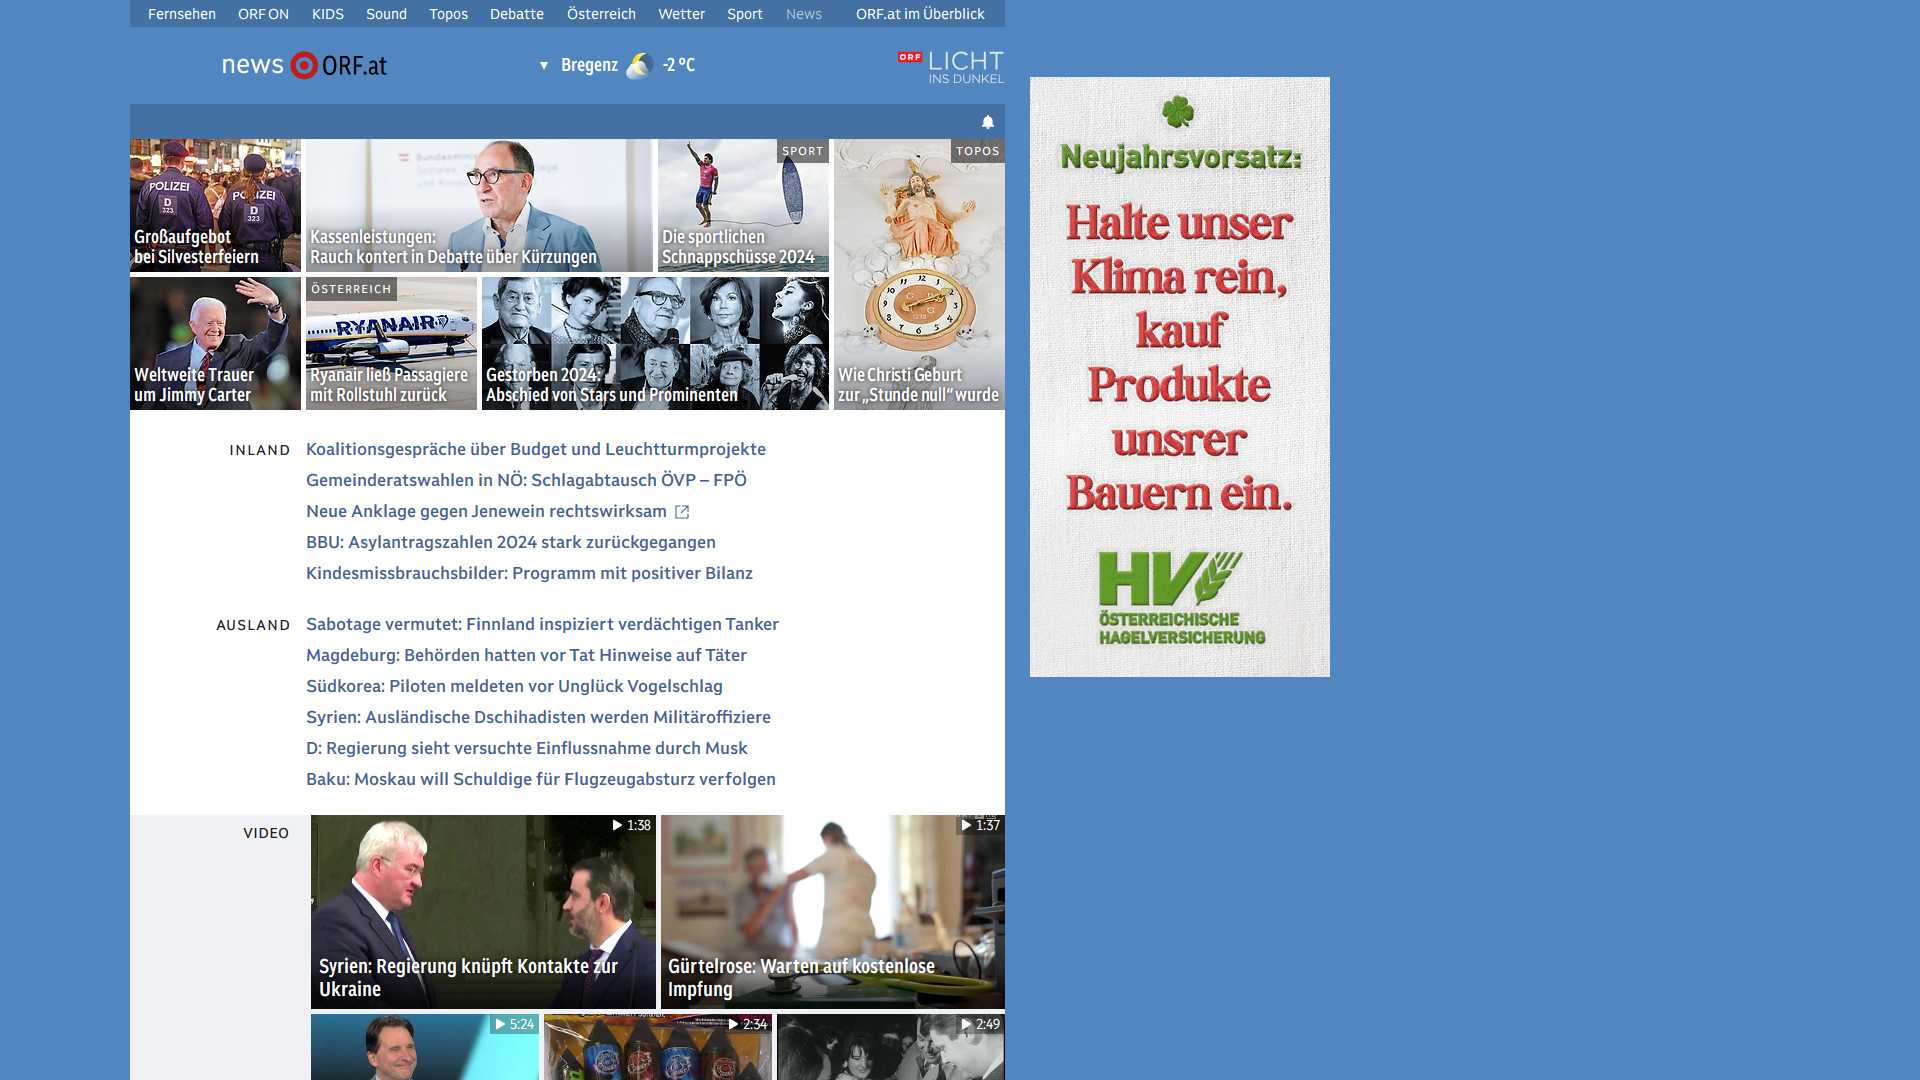 Fernsehen ORF ON KIDS Sound Topos Debatte Österreich Wetter Sport News ORF.at im Überblick
news ORF.at
▼ Bregenz -2 °C
ORF LICHT
INS DUNKEL
POLIZEI
D
323
POLIZEI
D
323
Großaufgebot
bei Silvesterfeiern
Kassenleistungen:
Rauch kontert in Debatte über Kürzungen
SPORT
Die sportlichen
Schnappschüsse 2024
TOPOS
Wie Christi Geburt
zur „Stunde null“ wurde
Weltweite Trauer
um Jimmy Carter
ÖSTERREICH
RYANAIR
Ryanair ließ Passagiere
mit Rollstuhl zurück
Gestorben 2024:
Abschied von Stars und Prominenten
INLAND
Koalitionsgespräche über Budget und Leuchtturmprojekte
Gemeinderatswahlen in NÖ: Schlagabtausch ÖVP – FPÖ
Neue Anklage gegen Jenewein rechtswirksam
BBU: Asylantragszahlen 2024 stark zurückgegangen
Kindesmissbrauchsbilder: Programm mit positiver Bilanz
AUSLAND
Sabotage vermutet: Finnland inspiziert verdächtigen Tanker
Magdeburg: Behörden hatten vor Tat Hinweise auf Täter
Südkorea: Piloten meldeten vor Unglück Vogelschlag
Syrien: Ausländische Dschihadisten werden Militäroffiziere
D: Regierung sieht versuchte Einflussnahme durch Musk
Baku: Moskau will Schuldige für Flugzeugabsturz verfolgen
VIDEO
1:38
Syrien: Regierung knüpft Kontakte zur
Ukraine
1:37
Gürtelrose: Warten auf kostenlose
Impfung
5:24
2:34
2:49
Neujahrsvorsatz:
Halte unser
Klima rein,
kauf
Produkte
unsrer
Bauern ein.
HV
ÖSTERREICHISCHE
HAGELVERSICHERUNG